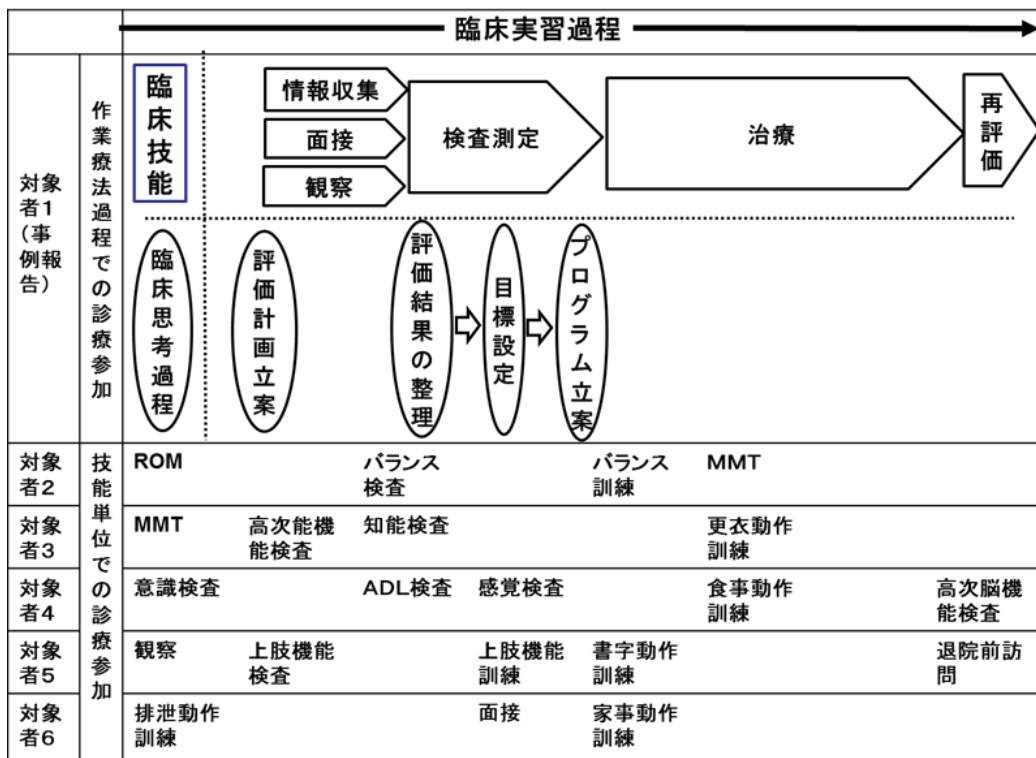 臨床実習過程
対象
者1
(事
例報
告)
作業療法過程での診療参加
臨床技能
情報収集
面接
観察
検査測定
治療
再評価
臨床思考過程
評価計画立案
評価結果の整理
目標設定
プログラム立案
技能単位での診療参加
対象
者2
ROM
バランス
検査
バランス
訓練
MMT
対象
者3
MMT
高次能機
能検査
知能検査
更衣動作
訓練
対象
者4
意識検査
ADL検査
感覚検査
食事動作
訓練
高次脳機
能検査
対象
者5
観察
上肢機能
検査
上肢機能
訓練
書字動作
訓練
退院前訪
問
対象
者6
排泄動作
訓練
面接
家事動作
訓練